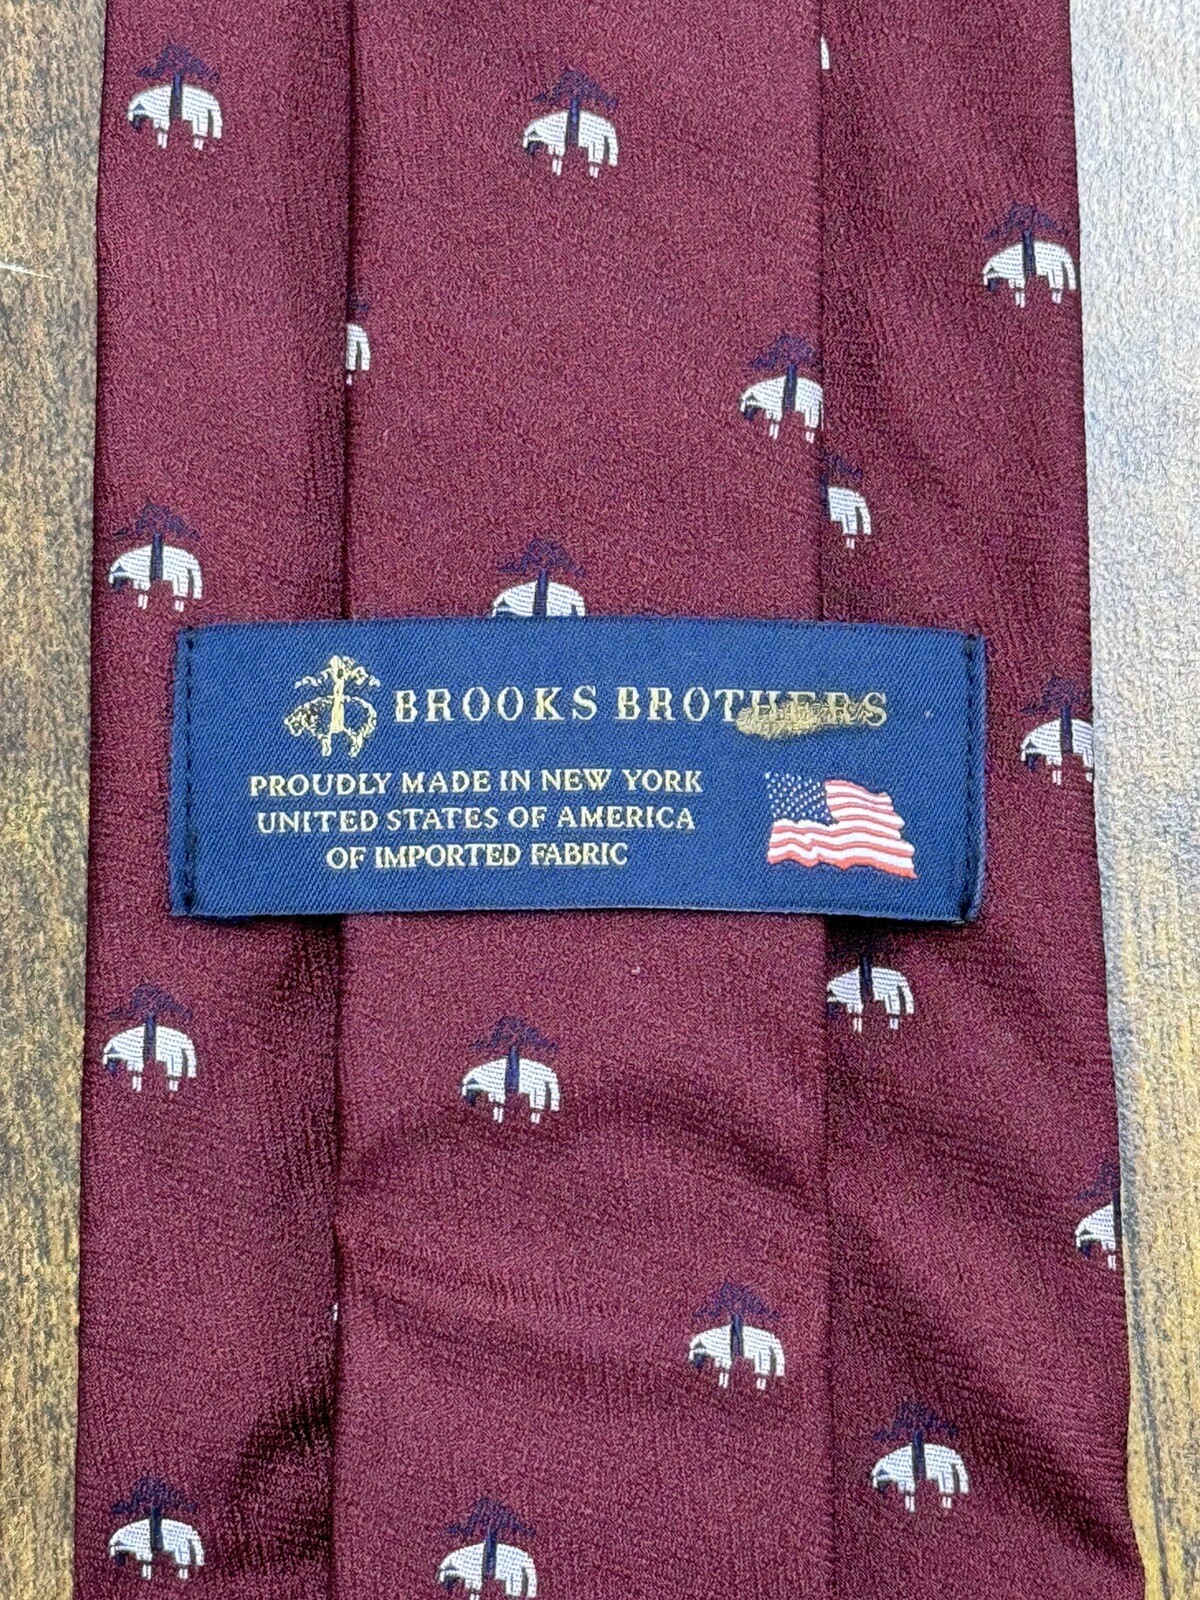 BROOKS BROTHERS
PROUDLY MADE IN NEW YORK
UNITED STATES OF AMERICA
OF IMPORTED FABRIC